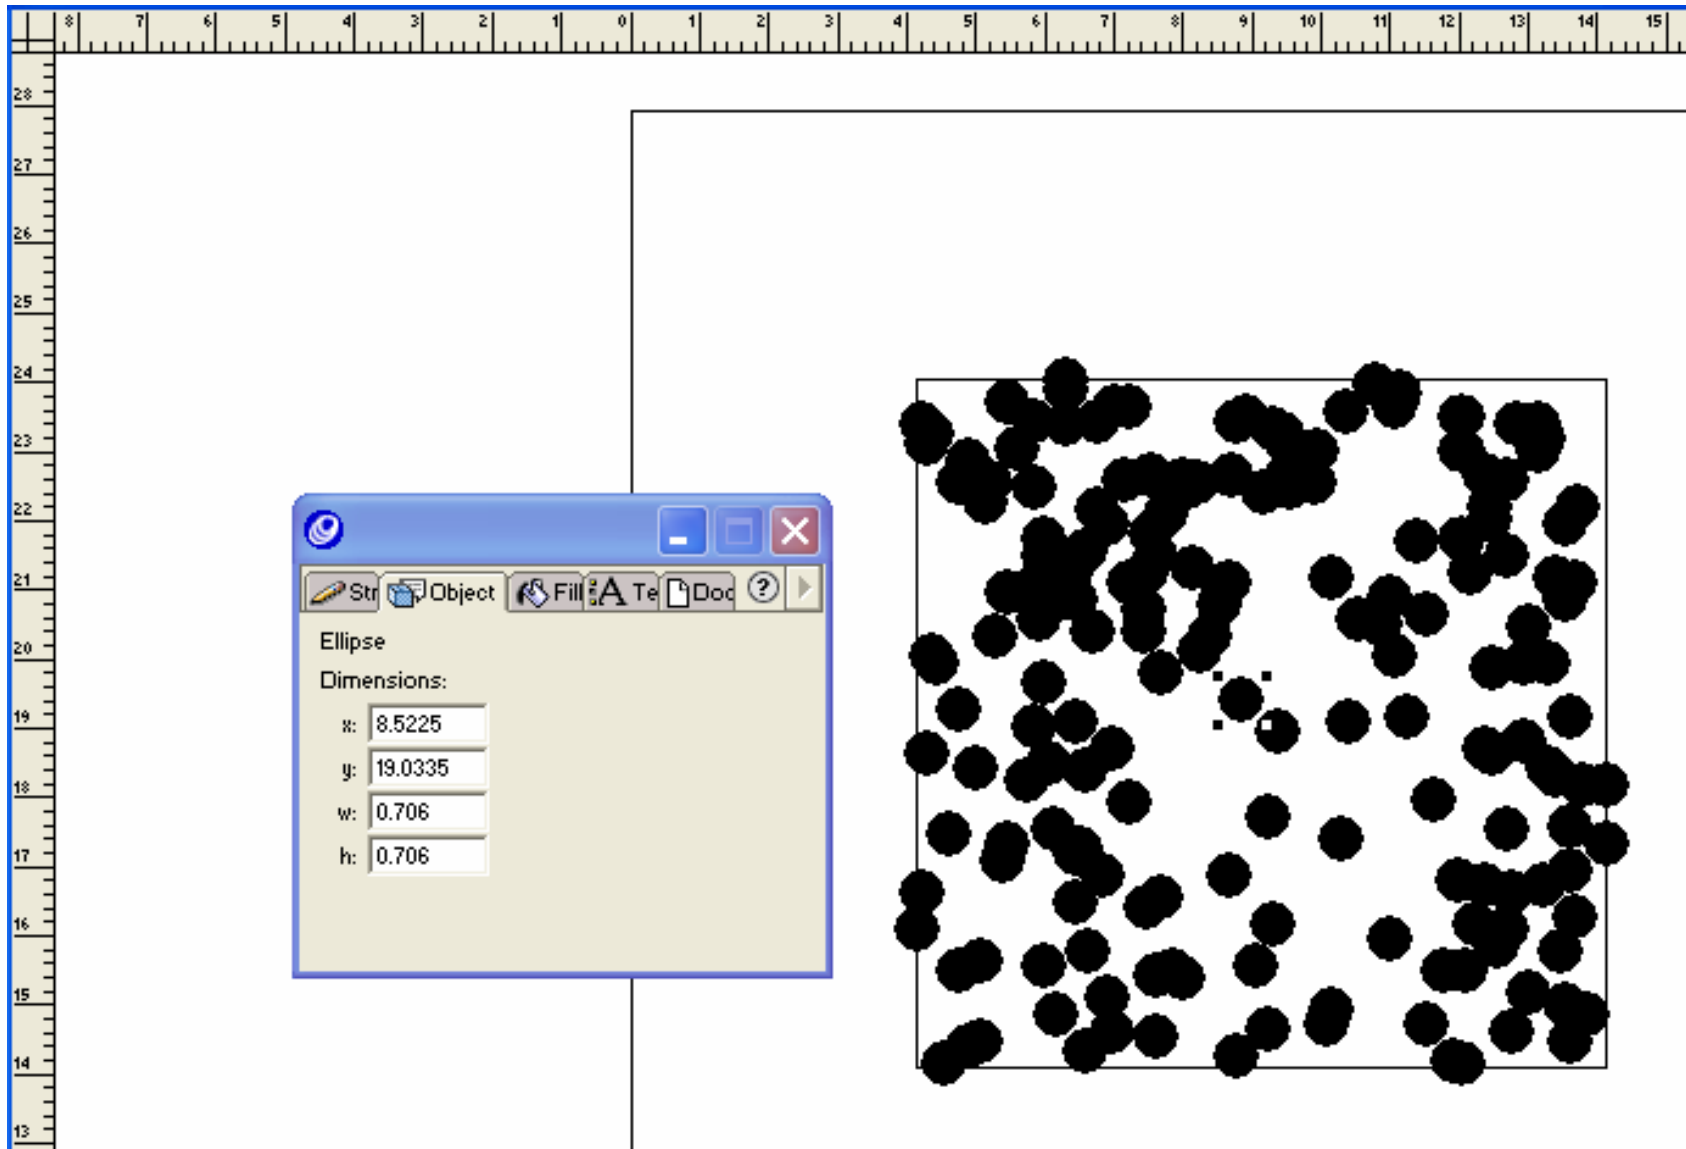 8 7 6 5 4 3 2 1 0 1 2 3 4 5 6 7 8 9 10 11 12 13 14 15
28
27
26
25
24
23
22
21
20
19
18
17
16
15
14
13
Str Object Fill A Te Doc ?
Ellipse
Dimensions:
x: 8.5225
y: 19.0335
w: 0.706
h: 0.706